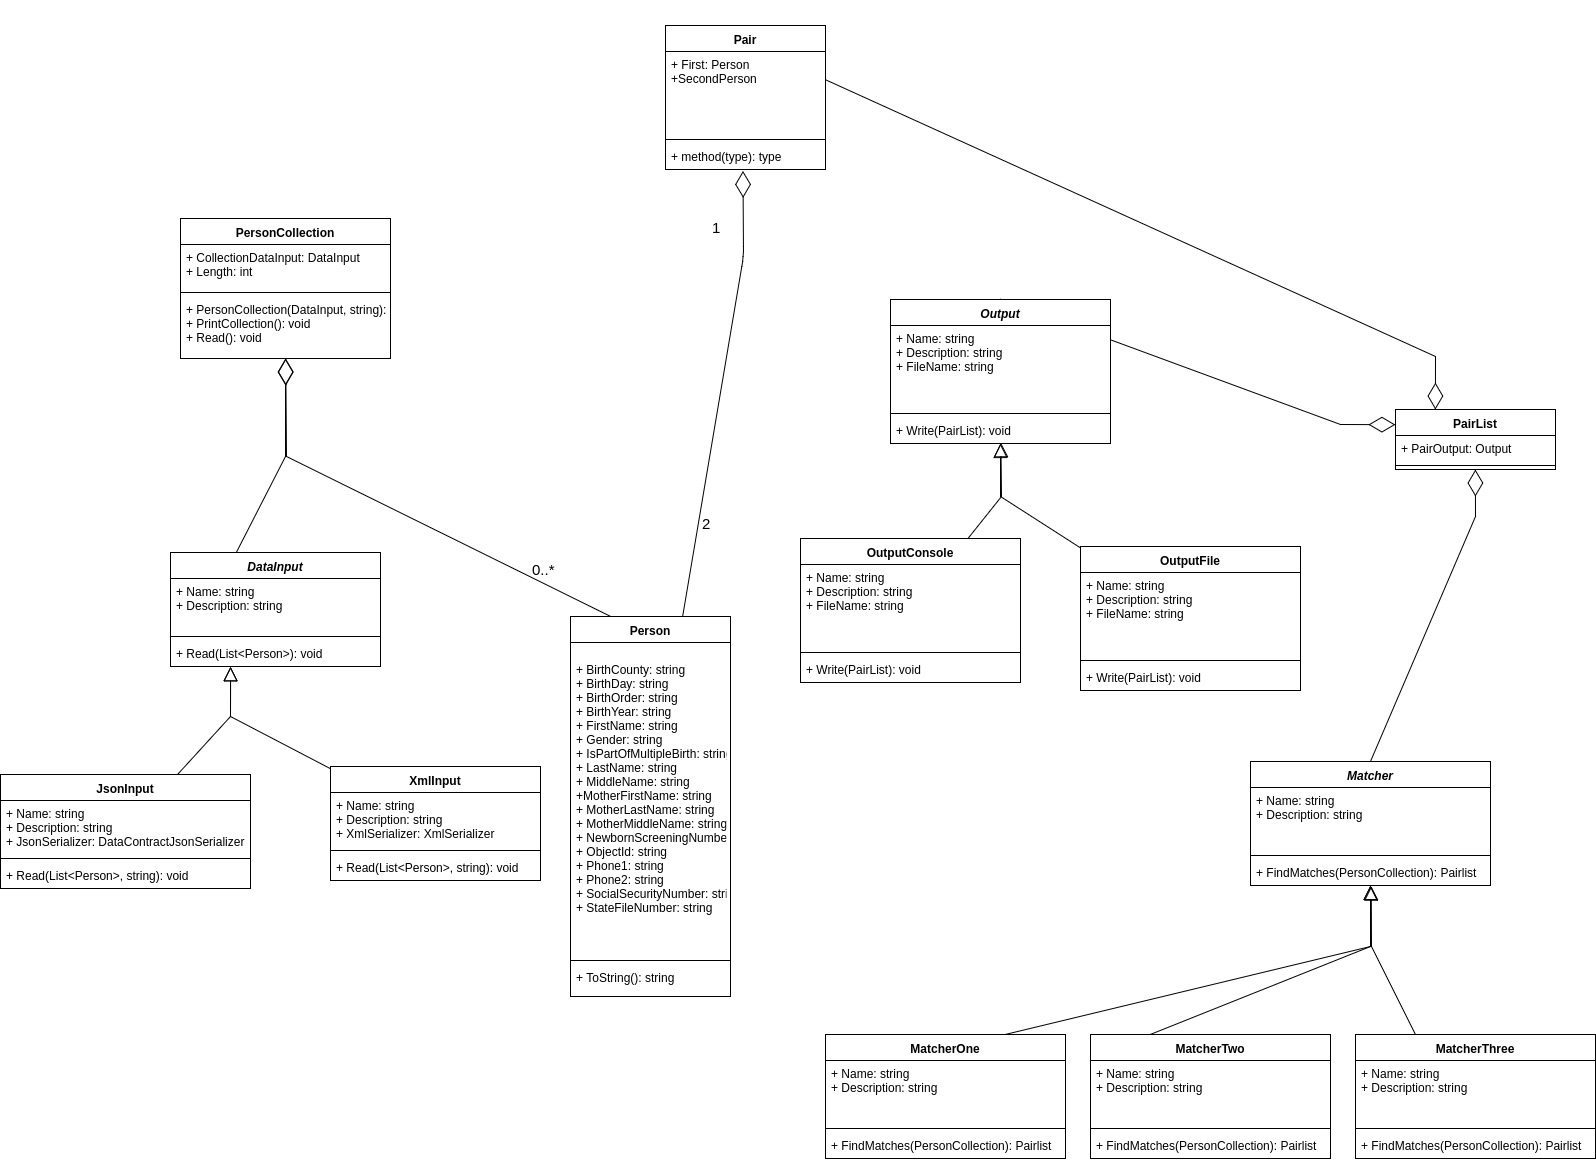 Pair
+ First: Person
+SecondPerson
+ method(type): type
1
PersonCollection
+ CollectionDataInput: DataInput
+ Length: int
+ PersonCollection(DataInput, string):
+ PrintCollection(): void
+ Read(): void
Output
+ Name: string
+ Description: string
+ FileName: string
+ Write(PairList): void
PairList
+ PairOutput: Output
2
0..*
DataInput
+ Name: string
+ Description: string
+ Read(List<Person>): void
OutputConsole
+ Name: string
+ Description: string
+ FileName: string
+ Write(PairList): void
OutputFile
+ Name: string
+ Description: string
+ FileName: string
+ Write(PairList): void
Person
+ BirthCounty: string
+ BirthDay: string
+ BirthOrder: string
+ BirthYear: string
+ FirstName: string
+ Gender: string
+ IsPartOfMultipleBirth: strin
+ LastName: string
+ MiddleName: string
+MotherFirstName: string
+ MotherLastName: string
+ MotherMiddleName: string
+ NewbornScreeningNumbe
+ ObjectId: string
+ Phone1: string
+ Phone2: string
+ SocialSecurityNumber: stri
+ StateFileNumber: string
+ ToString(): string
JsonInput
+ Name: string
+ Description: string
+ JsonSerializer: DataContractJsonSerializer
+ Read(List<Person>, string): void
XmlInput
+ Name: string
+ Description: string
+ XmlSerializer: XmlSerializer
+ Read(List<Person>, string): void
Matcher
+ Name: string
+ Description: string
+ FindMatches(PersonCollection): Pairlist
MatcherOne
+ Name: string
+ Description: string
+ FindMatches(PersonCollection): Pairlist
MatcherTwo
+ Name: string
+ Description: string
+ FindMatches(PersonCollection): Pairlist
MatcherThree
+ Name: string
+ Description: string
+ FindMatches(PersonCollection): Pairlist